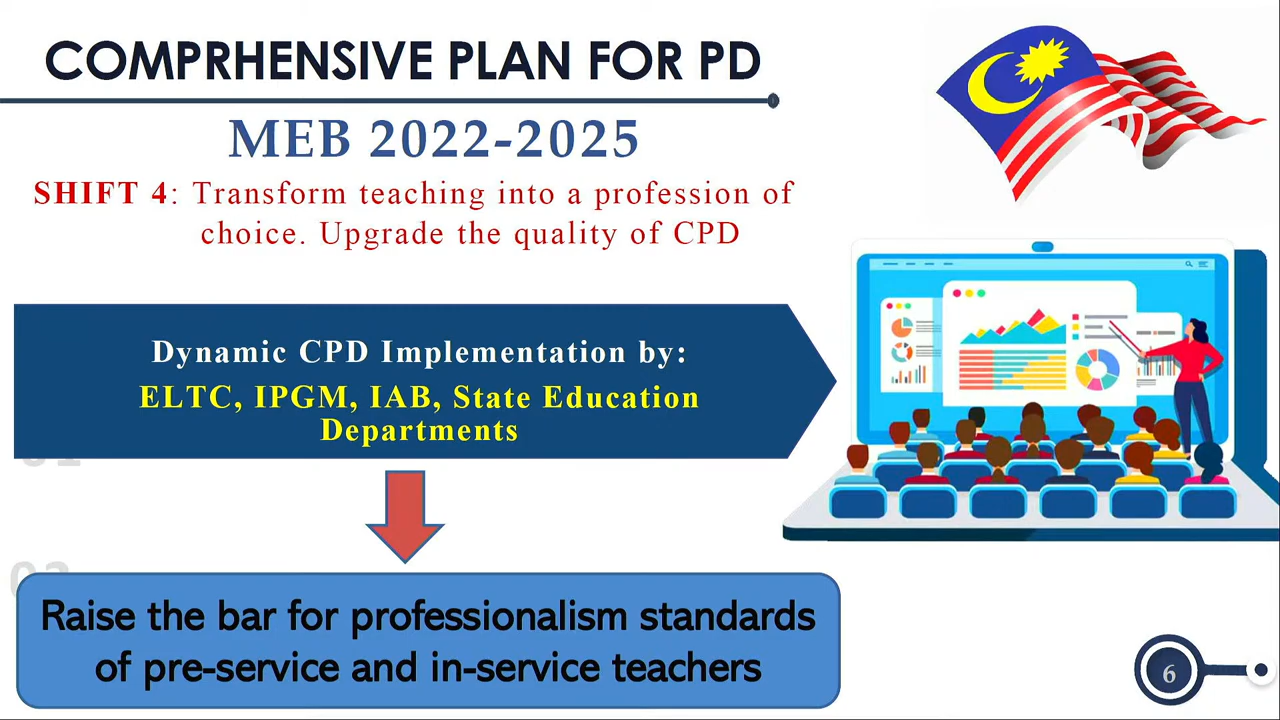 COMPRHENSIVE PLAN FOR PD
MEB 2022-2025
SHIFT 4: Transform teaching into a profession of
choice. Upgrade the quality of CPD
Dynamic CPD Implementation by:
ELTC, IPGM, IAB, State Education
Departments
01
03
Raise the bar for professionalism standards
of pre-service and in-service teachers
6